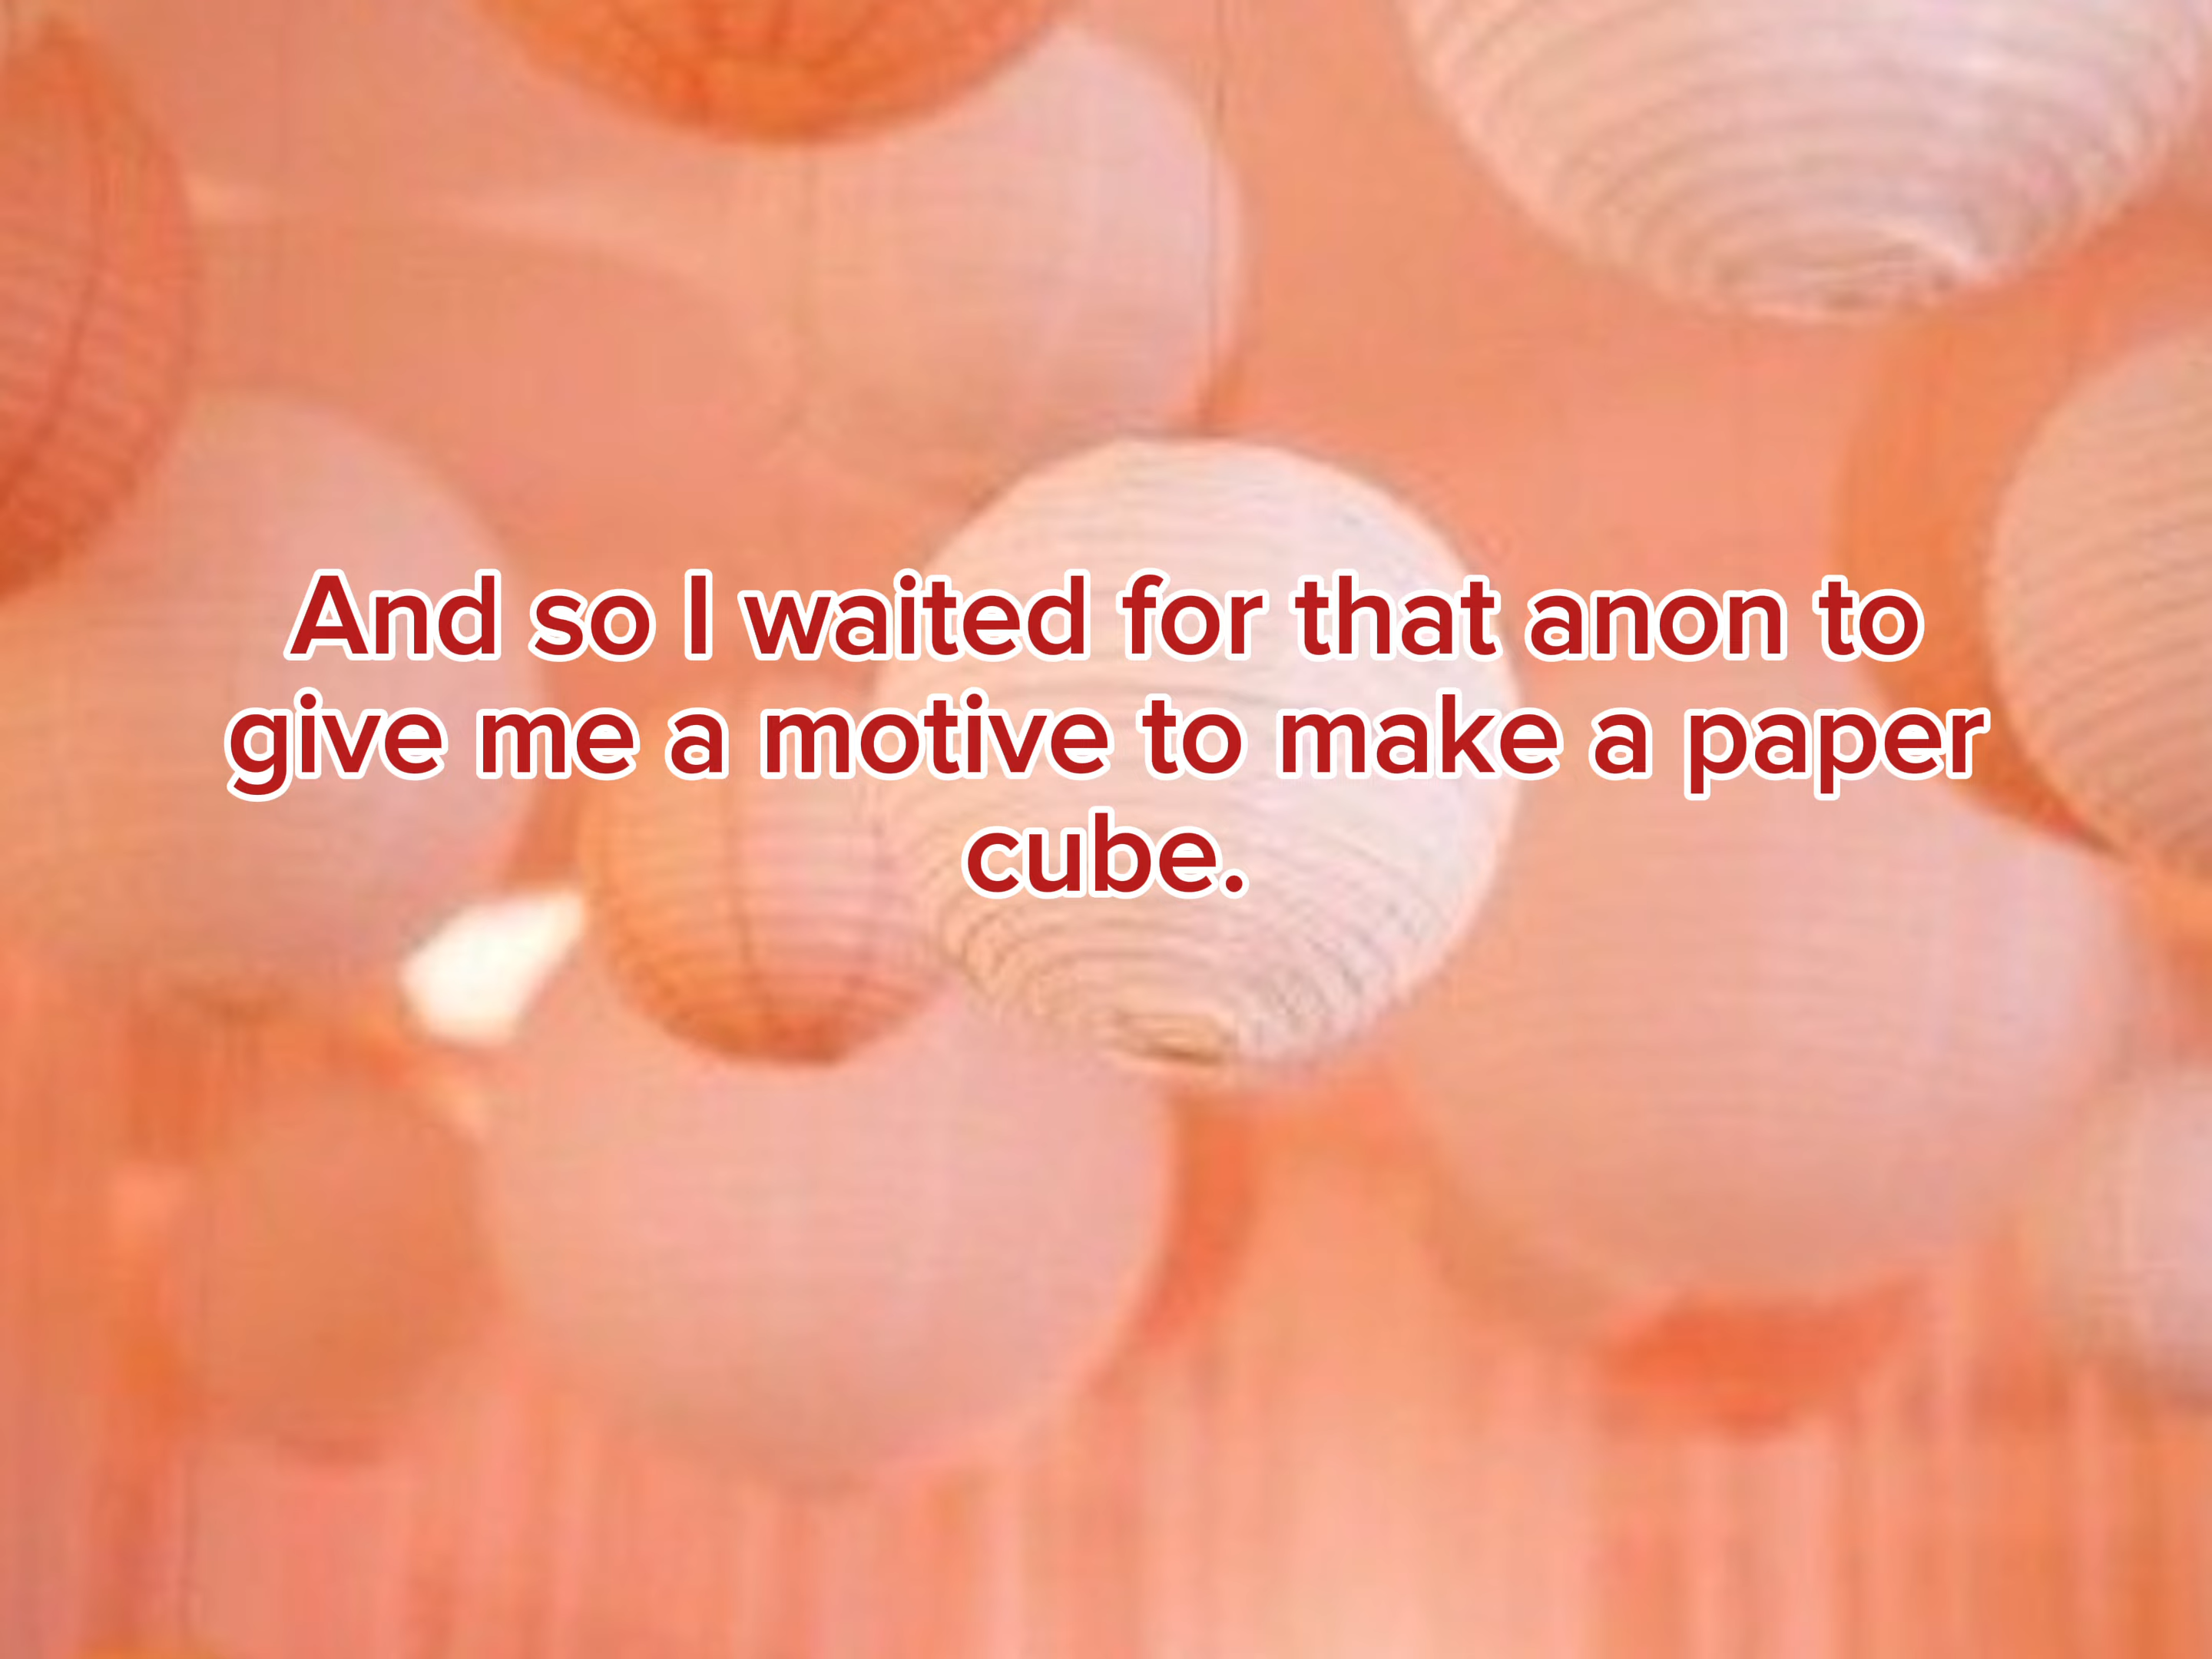 And so I waited for that anon to
give me a motive to make a paper
cube.